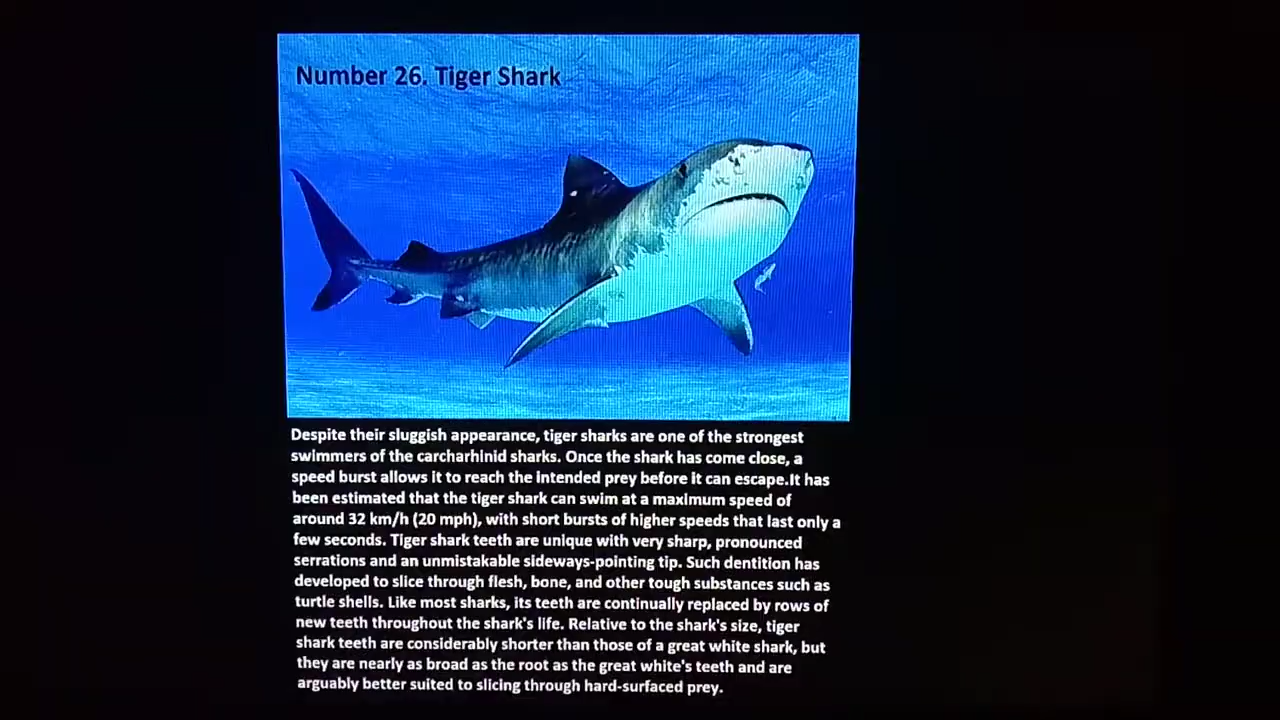 Number 26. Tiger Shark
Despite their sluggish appearance, tiger sharks are one of the strongest
swimmers of the carcharhinid sharks. Once the shark has come close, a
speed burst allows it to reach the intended prey before it can escape.It has
been estimated that the tiger shark can swim at a maximum speed of
around 32 km/h (20 mph), with short bursts of higher speeds that last only a
few seconds. Tiger shark teeth are unique with very sharp, pronounced
serrations and an unmistakable sideways-pointing tip. Such dentition has
developed to slice through flesh, bone, and other tough substances such as
turtle shells. Like most sharks, its teeth are continually replaced by rows of
new teeth throughout the shark's life. Relative to the shark's size, tiger
shark teeth are considerably shorter than those of a great white shark, but
they are nearly as broad as the root as the great white's teeth and are
arguably better suited to slicing through hard-surfaced prey.